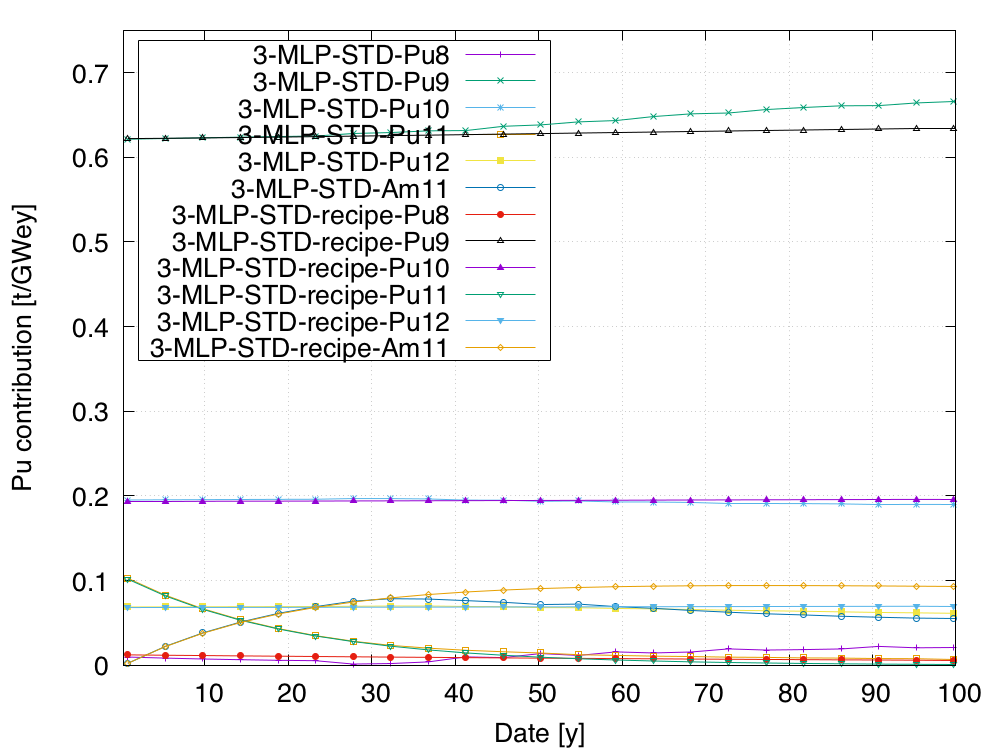 0.7
0.6
0.5
0.4
0.3
0.2
0.1
0
Pu contribution [t/GWey]
3-MLP-STD-Pu8
3-MLP-STD-Pu9
3-MLP-STD-Pu10
3-MLP-STD-Pu11
3-MLP-STD-Pu12
3-MLP-STD-Am11
3-MLP-STD-recipe-Pu8
3-MLP-STD-recipe-Pu9
3-MLP-STD-recipe-Pu10
3-MLP-STD-recipe-Pu11
3-MLP-STD-recipe-Pu12
3-MLP-STD-recipe-Am11
10 20 30 40 50 60 70 80 90 100
Date [y]